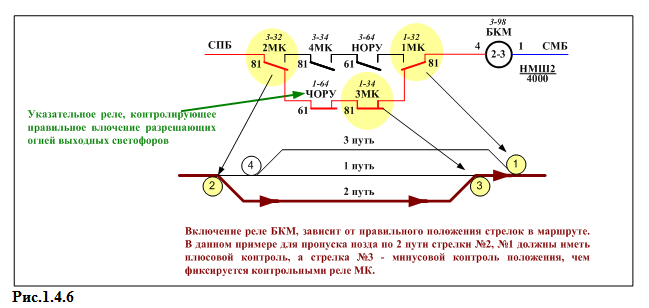 3-32 3-34 3-64 1-32 3-98
СПБ 2МК 4МК НОРУ 1МК БКМ
4 1 СМБ
2-3
81 81 61 81
НМШ2
4000
1-64 1-34
ЧОРУ 3МК
61 81
Указательное реле, контролирующее
правильное влючение разрешающих
огней выходных светофоров
3 путь
4 1
1 путь
2 3
2 путь
Включение реле БКМ, зависит от правильного положения стрелок в маршруте.
В данном примере для пропуска позда по 2 пути стрелки №2, №1 должны иметь
плюсовой контроль, а стрелка №3 - минусовой контроль положения, чем
фиксируется контрольными реле МК.
Рис.1.4.6